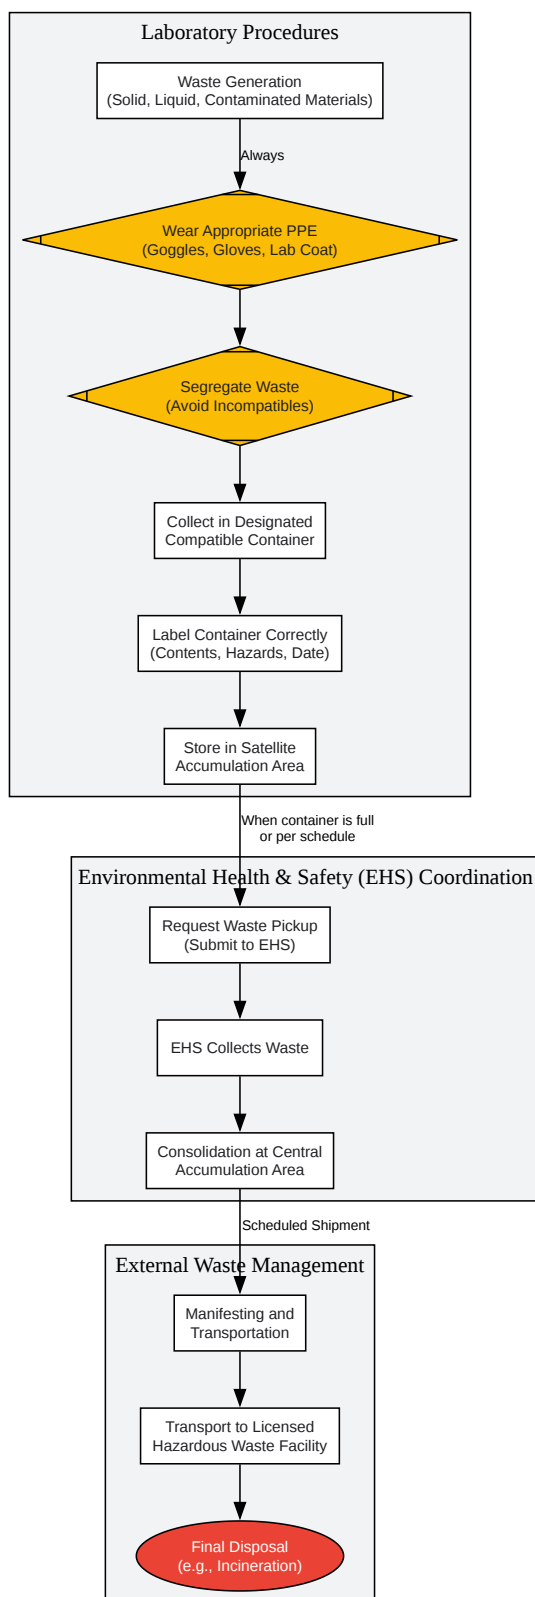 Laboratory Procedures
Waste Generation
(Solid, Liquid, Contaminated Materials)
Always
Wear Appropriate PPE
(Goggles, Gloves, Lab Coat)
Segregate Waste
(Avoid Incompatibles)
Collect in Designated
Compatible Container
Label Container Correctly
(Contents, Hazards, Date)
Store in Satellite
Accumulation Area
When container is full
or per schedule
Environmental Health & Safety (EHS) Coordination
Request Waste Pickup
(Submit to EHS)
EHS Collects Waste
Consolidation at Central
Accumulation Area
Scheduled Shipment
External Waste Management
Manifesting and
Transportation
Transport to Licensed
Hazardous Waste Facility
Final Disposal
(e.g., Incineration)